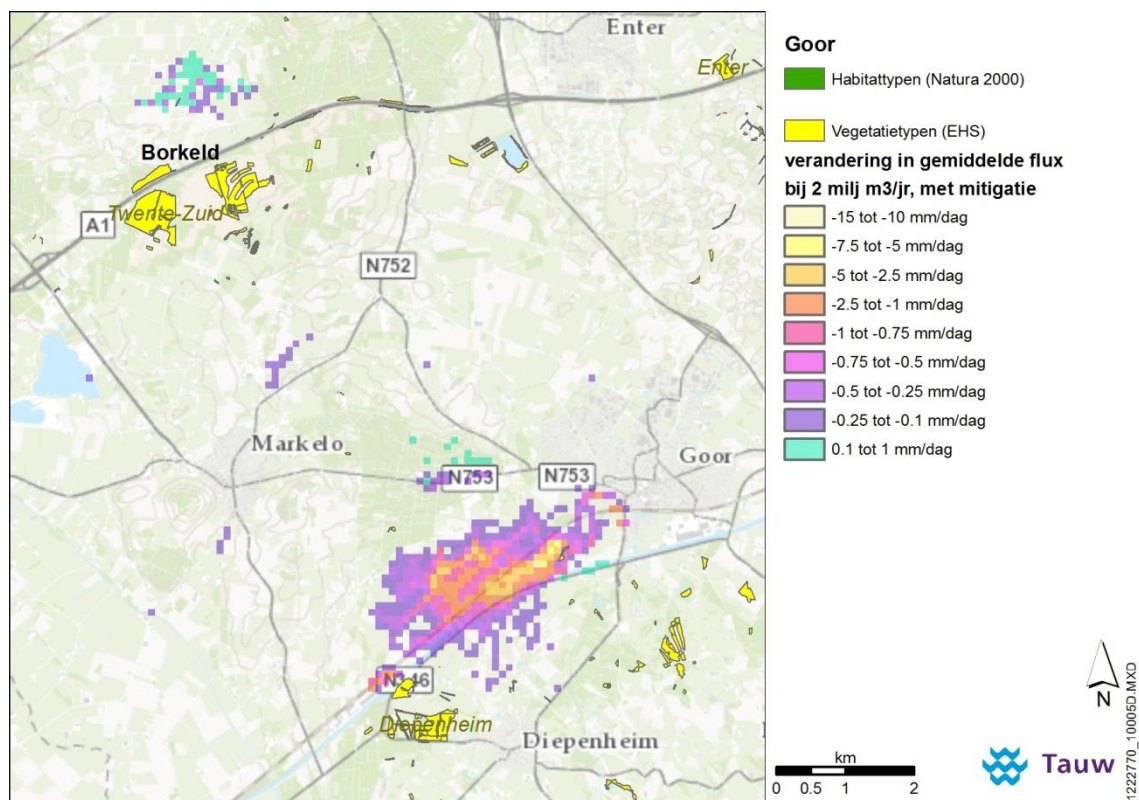 Enter
Enter
Borkeld
Twente-Zuid
A1
N752
Markelo
N753
N753
Goor
N346
Diepenheim
Diepenheim
Goor
Habitattypen (Natura 2000)
Vegetatietypen (EHS)
verandering in gemiddelde flux
bij 2 milj m3/jr, met mitigatie
-15 tot -10 mm/dag
-7.5 tot -5 mm/dag
-5 tot -2.5 mm/dag
-2.5 tot -1 mm/dag
-1 tot -0.75 mm/dag
-0.75 tot -0.5 mm/dag
-0.5 tot -0.25 mm/dag
-0.25 tot -0.1 mm/dag
0.1 tot 1 mm/dag
N
km
0 0.5 1 2
Tauw
1222770_10005D.MXD